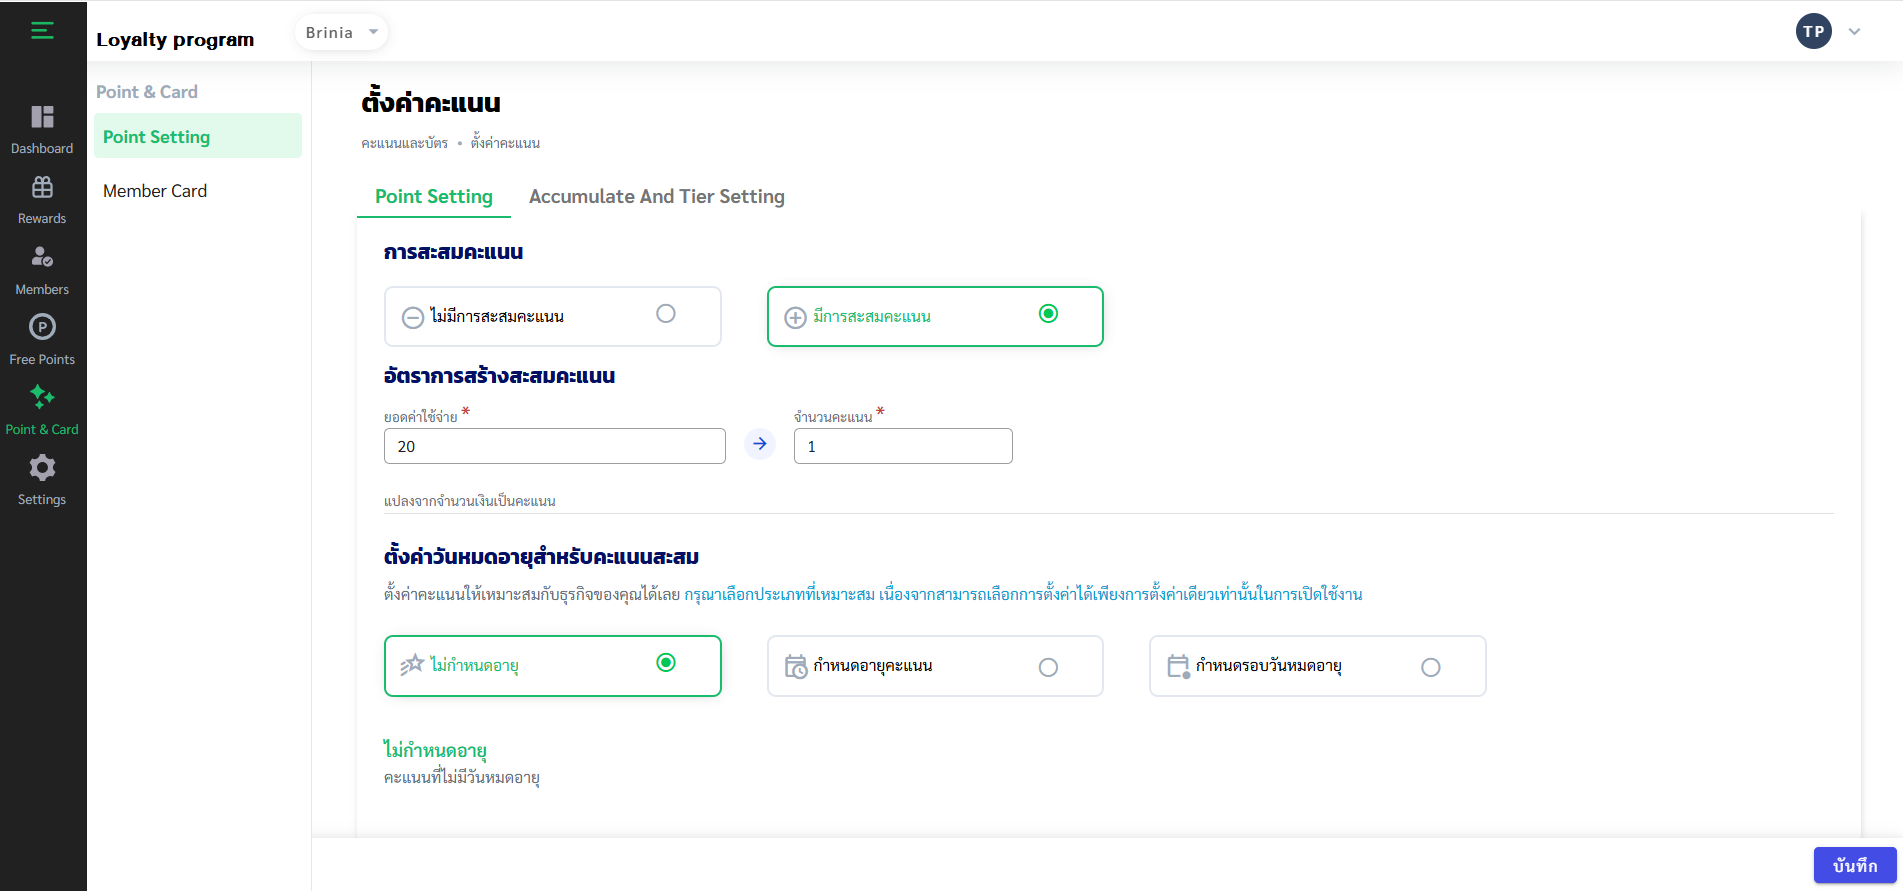 Loyalty program
Brinia
TP
Dashboard
Rewards
Members
P
Free Points
Point & Card
Settings
Point & Card
Point Setting
Member Card
ตั้งค่าคะแนน
คะแนนและบัตร • ตั้งค่าคะแนน
Point Setting Accumulate And Tier Setting
การสะสมคะแนน
ไม่มีการสะสมคะแนน มีการสะสมคะแนน
อัตราการสร้างสะสมคะแนน
ยอดค่าใช้จ่าย * จำนวนคะแนน *
20 1
แปลงจากจำนวนเงินเป็นคะแนน
ตั้งค่าวันหมดอายุสำหรับคะแนนสะสม
ตั้งค่าคะแนนให้เหมาะสมกับธุรกิจของคุณได้เลย กรุณาเลือกประเภทที่เหมาะสม เนื่องจากสามารถเลือกการตั้งค่าได้เพียงการตั้งค่าเดียวเท่านั้นในการเปิดใช้งาน
ไม่กำหนดอายุ กำหนดอายุคะแนน กำหนดรอบวันหมดอายุ
ไม่กำหนดอายุ
คะแนนที่ไม่มีวันหมดอายุ
บันทึก